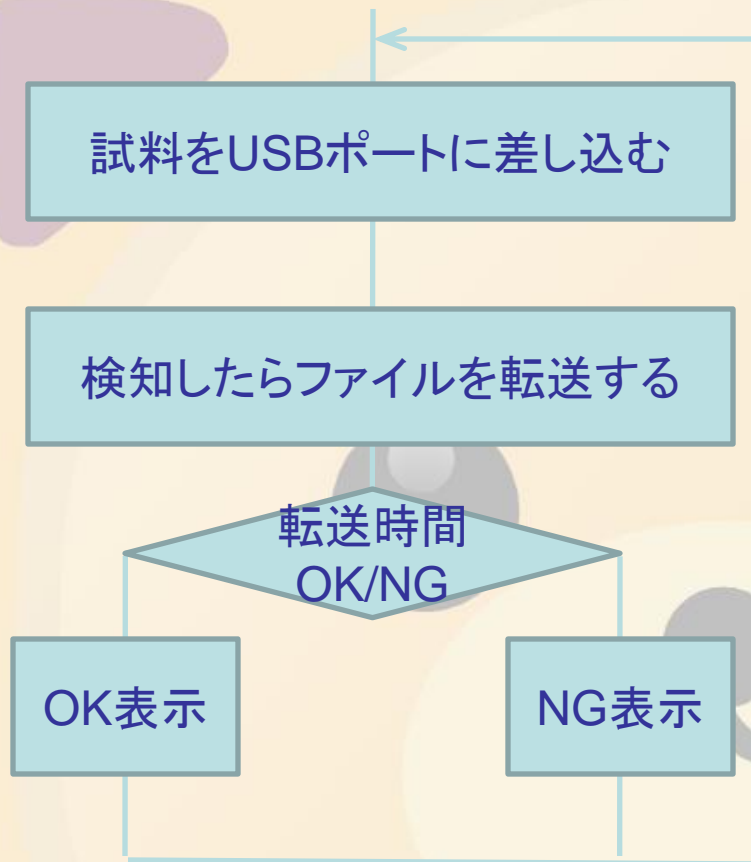 試料をUSBポートに差し込む
検知したらファイルを転送する
転送時間
OK/NG
OK表示
NG表示